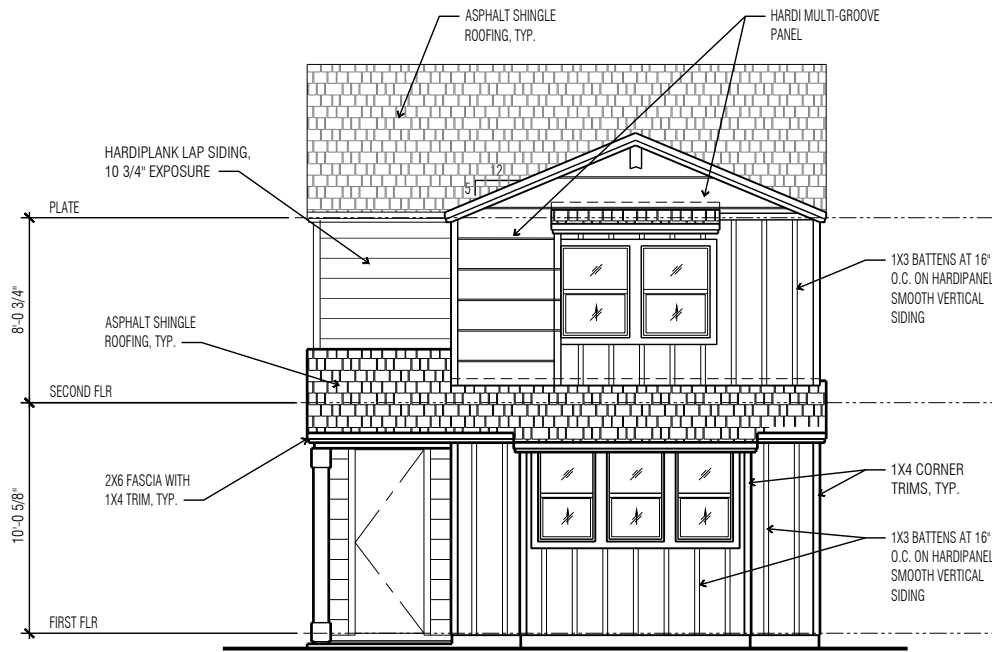 ASPHALT SHINGLE
ROOFING, TYP.
HARDI MULTI-GROOVE
PANEL
HARDIPLANK LAP SIDING,
10 3/4" EXPOSURE
12
5
PLATE
8'-0 3/4"
1X3 BATTENS AT 16"
O.C. ON HARDIPANEL
SMOOTH VERTICAL
SIDING
ASPHALT SHINGLE
ROOFING, TYP.
SECOND FLR
2X6 FASCIA WITH
1X4 TRIM, TYP.
1X4 CORNER
TRIMS, TYP.
10'-0 5/8"
1X3 BATTENS AT 16"
O.C. ON HARDIPANEL
SMOOTH VERTICAL
SIDING
FIRST FLR